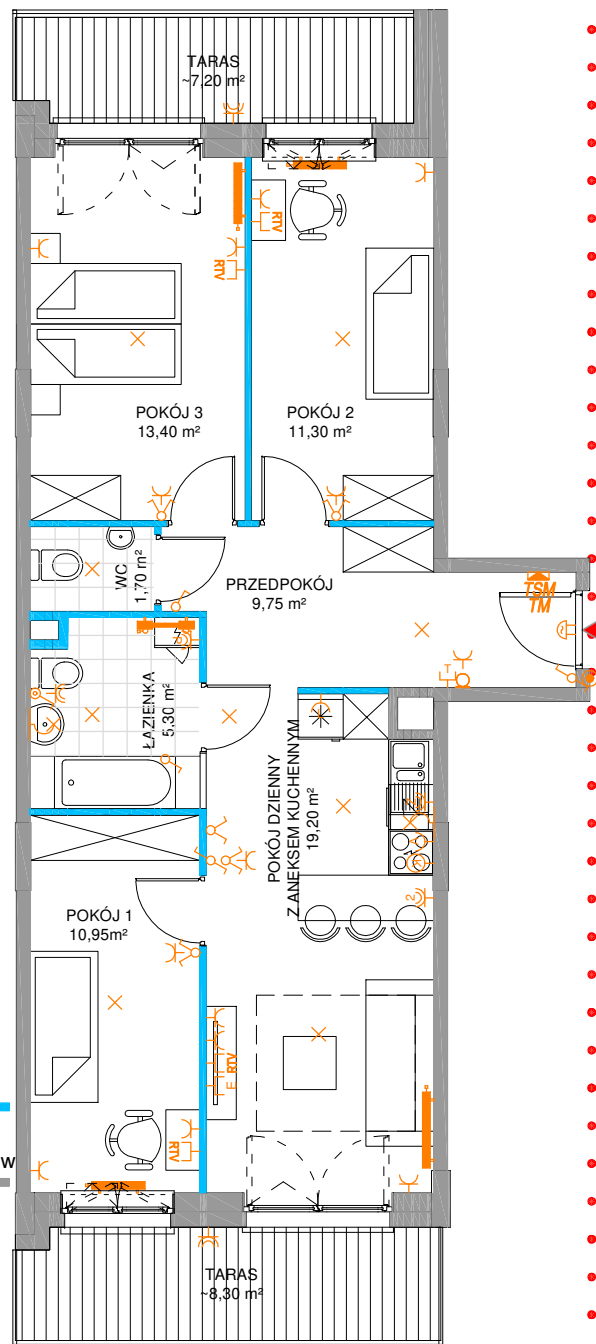 TARAS
~7,20 m²
RTV
RTV
POKÓJ 3
13,40 m²
POKÓJ 2
11,30 m²
WC
1,70 m²
PRZEDPOKÓJ
9,75 m²
TSM
TM
ŁAZIENKA
5,30 m²
POKÓJ DZIENNY
Z ANEKSEM KUCHENNYM
19,20 m²
2
POKÓJ 1
10,95m²
RTV
RTV
W
TARAS
~8,30 m²